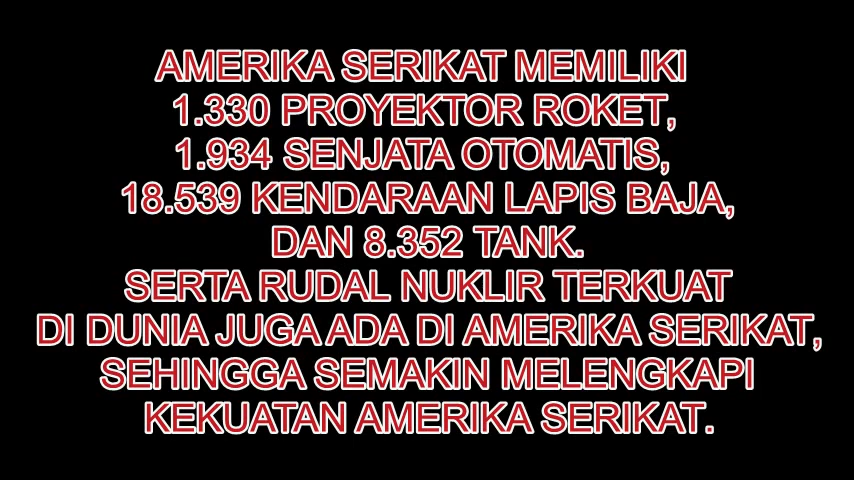 AMERIKA SERIKAT MEMILIKI
1.330 PROYEKTOR ROKET,
1.934 SENJATA OTOMATIS,
18.539 KENDARAAN LAPIS BAJA,
DAN 8.352 TANK.
SERTA RUDAL NUKLIR TERKUAT
DI DUNIA JUGA ADA DI AMERIKA SERIKAT,
SEHINGGA SEMAKIN MELENGKAPI
KEKUATAN AMERIKA SERIKAT.